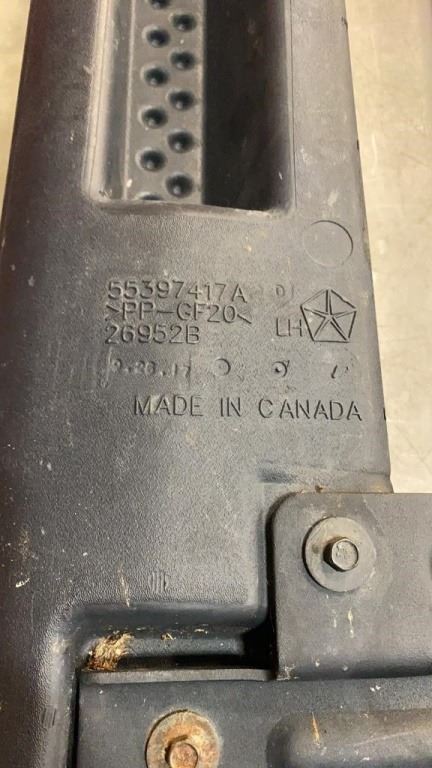 55397417A
>PP-GF20<
26952B
LH
MADE IN CANADA